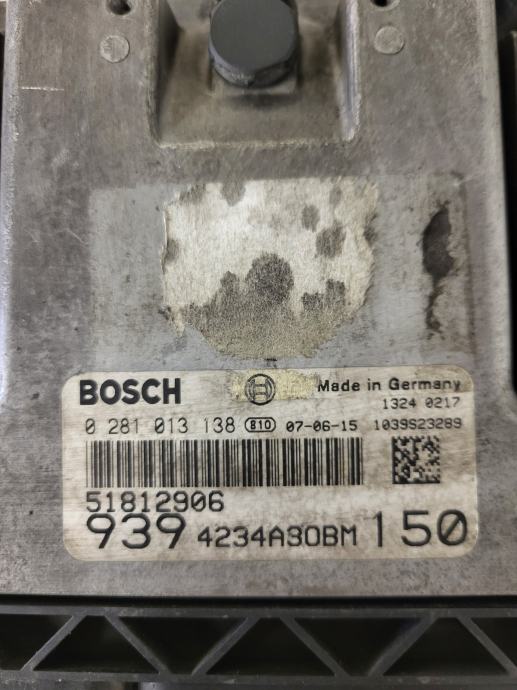 BOSCH Made in Germany
1324 0217
0 281 013 138 B10 07-06-15 1039S23289
51812906
939 4234A30BM 150